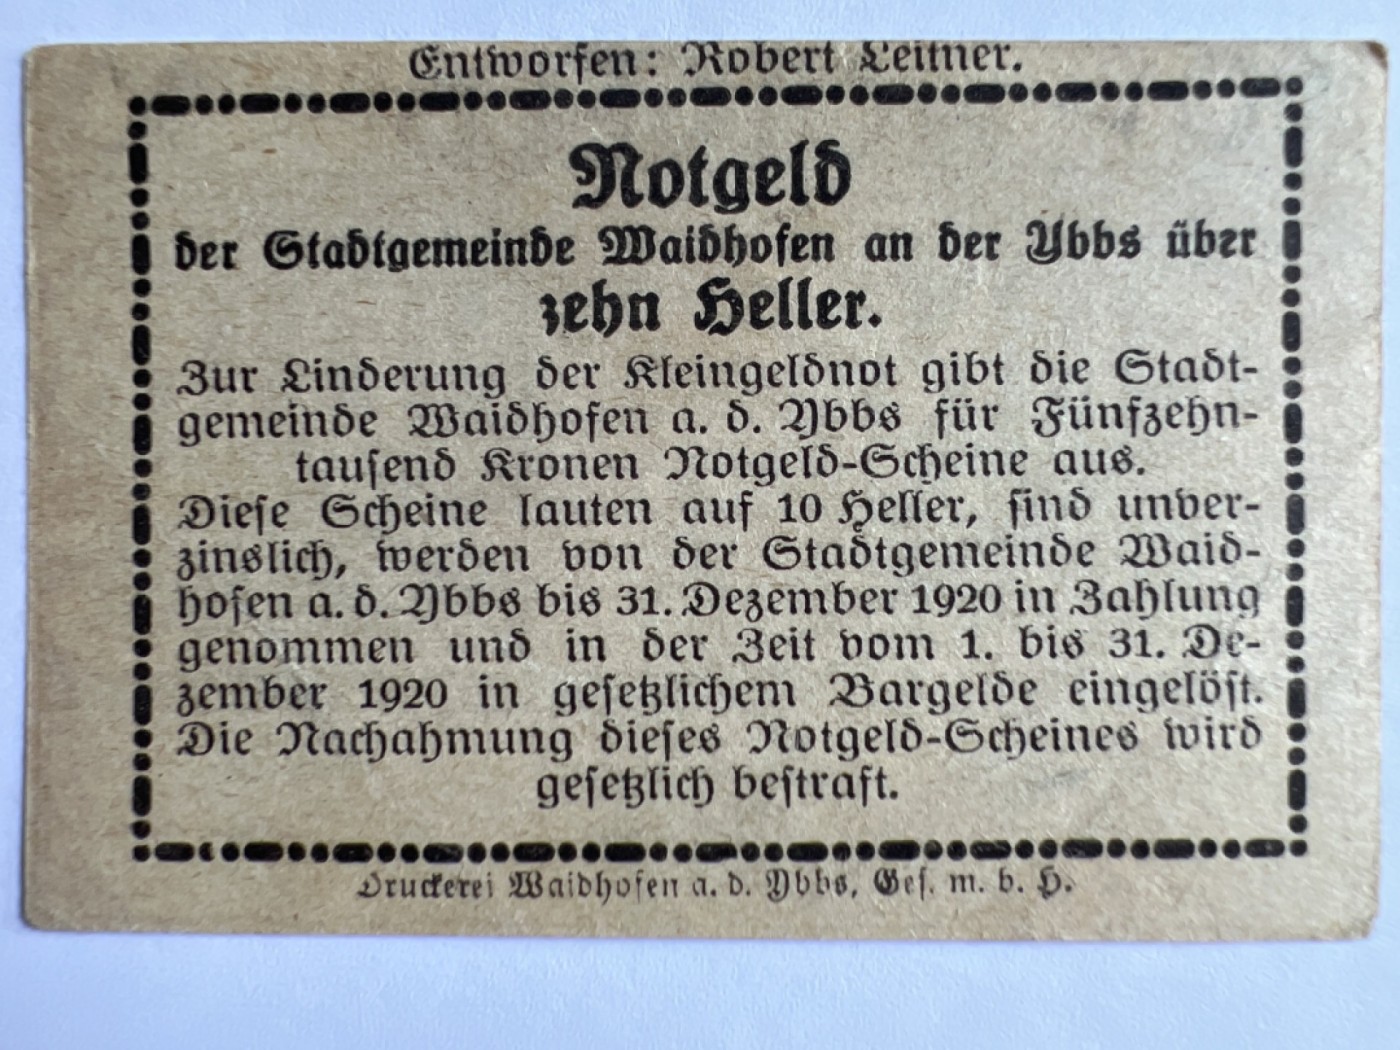 Entworfen: Robert Leitner.
Notgeld
der Stadtgemeinde Waidhofen an der Ybbs über
zehn Heller.
Zur Linderung der Kleingeldnot gibt die Stadt-
gemeinde Waidhofen a. d. Ybbs für Fünfzehn-
tausend Kronen Notgeld-Scheine aus.
Diese Scheine lauten auf 10 Heller, sind unver-
zinslich, werden von der Stadtgemeinde Waid-
hofen a. d. Ybbs bis 31. Dezember 1920 in Zahlung
genommen und in der Zeit vom 1. bis 31. De-
zember 1920 in gesetzlichem Bargelde eingelöst.
Die Nachahmung dieses Notgeld-Scheines wird
gesetzlich bestraft.
Druckerei Waidhofen a. d. Ybbs, Ges. m. b. H.